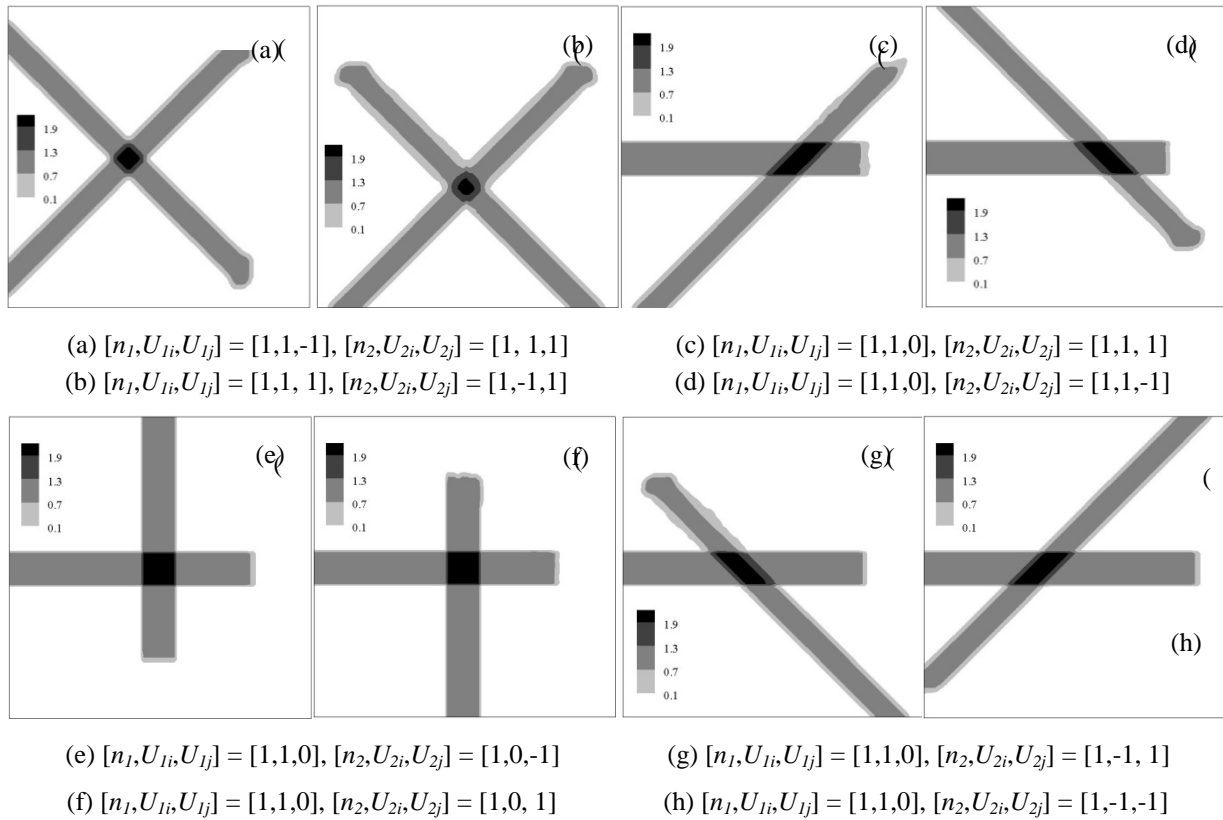 (a)(
(b)
(
(c)
(
(d)
(
1.9
1.3
0.7
0.1
1.9
1.3
0.7
0.1
1.9
1.3
0.7
0.1
1.9
1.3
0.7
0.1
(a) [n1,U1i,U1j] = [1,1,-1], [n2,U2i,U2j] = [1, 1,1]
(b) [n1,U1i,U1j] = [1,1, 1], [n2,U2i,U2j] = [1,-1,1]
(c) [n1,U1i,U1j] = [1,1,0], [n2,U2i,U2j] = [1,1, 1]
(d) [n1,U1i,U1j] = [1,1,0], [n2,U2i,U2j] = [1,1,-1]
(e)
(
(f)
(
(g)(
(
(h)
1.9
1.3
0.7
0.1
1.9
1.3
0.7
0.1
1.9
1.3
0.7
0.1
1.9
1.3
0.7
0.1
(e) [n1,U1i,U1j] = [1,1,0], [n2,U2i,U2j] = [1,0,-1]
(f) [n1,U1i,U1j] = [1,1,0], [n2,U2i,U2j] = [1,0, 1]
(g) [n1,U1i,U1j] = [1,1,0], [n2,U2i,U2j] = [1,-1, 1]
(h) [n1,U1i,U1j] = [1,1,0], [n2,U2i,U2j] = [1,-1,-1]